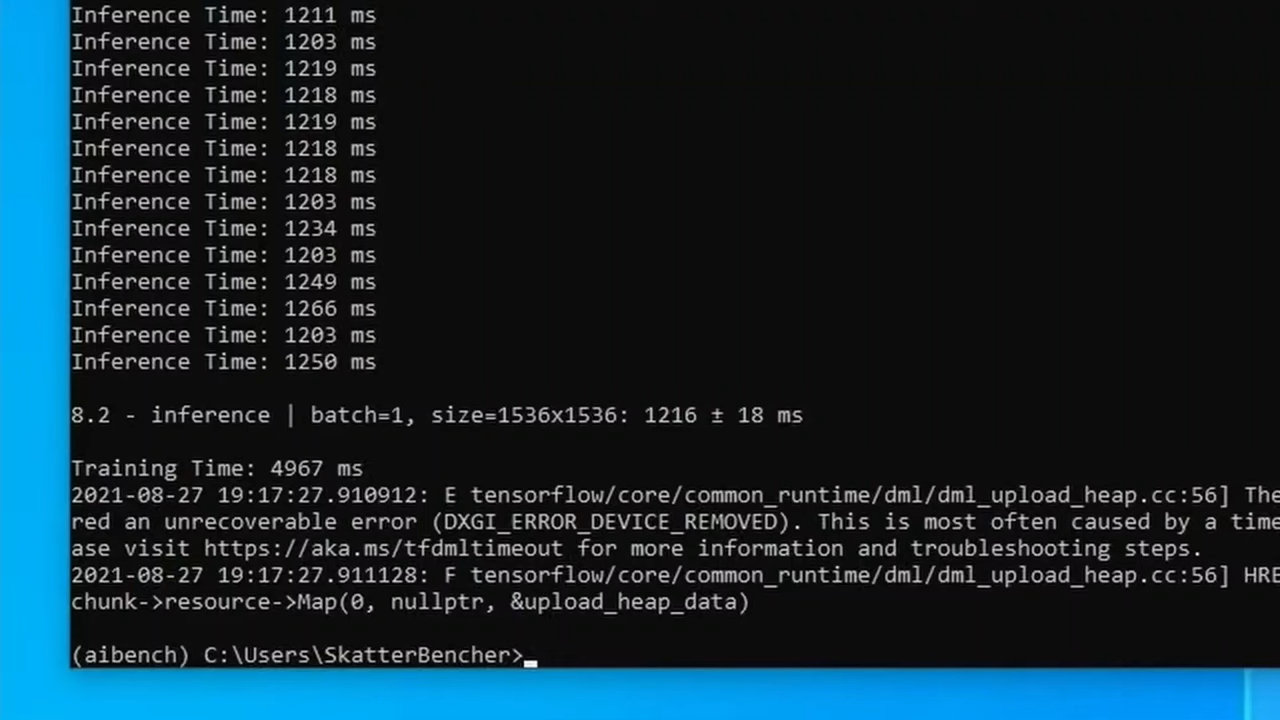 Inference Time: 1211 ms
Inference Time: 1203 ms
Inference Time: 1219 ms
Inference Time: 1218 ms
Inference Time: 1219 ms
Inference Time: 1218 ms
Inference Time: 1218 ms
Inference Time: 1203 ms
Inference Time: 1234 ms
Inference Time: 1203 ms
Inference Time: 1249 ms
Inference Time: 1266 ms
Inference Time: 1203 ms
Inference Time: 1250 ms
8.2 - inference | batch=1, size=1536x1536: 1216 ± 18 ms
Training Time: 4967 ms
2021-08-27 19:17:27.910912: E tensorflow/core/common_runtime/dml/dml_upload_heap.cc:56] The
red an unrecoverable error (DXGI_ERROR_DEVICE_REMOVED). This is most often caused by a time
ase visit https://aka.ms/tfdmltimeout for more information and troubleshooting steps.
2021-08-27 19:17:27.911128: F tensorflow/core/common_runtime/dml/dml_upload_heap.cc:56] HRE
chunk->resource->Map(0, nullptr, &upload_heap_data)
(aibench) C:\Users\SkatterBencher>